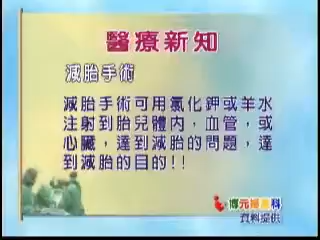 醫療新知
減胎手術
減胎手術可用氯化鉀或羊水
注射到胎兒體內，血管，或
心臟，達到減胎的問題，達
到減胎的目的!!
博元婦產科
資料提供